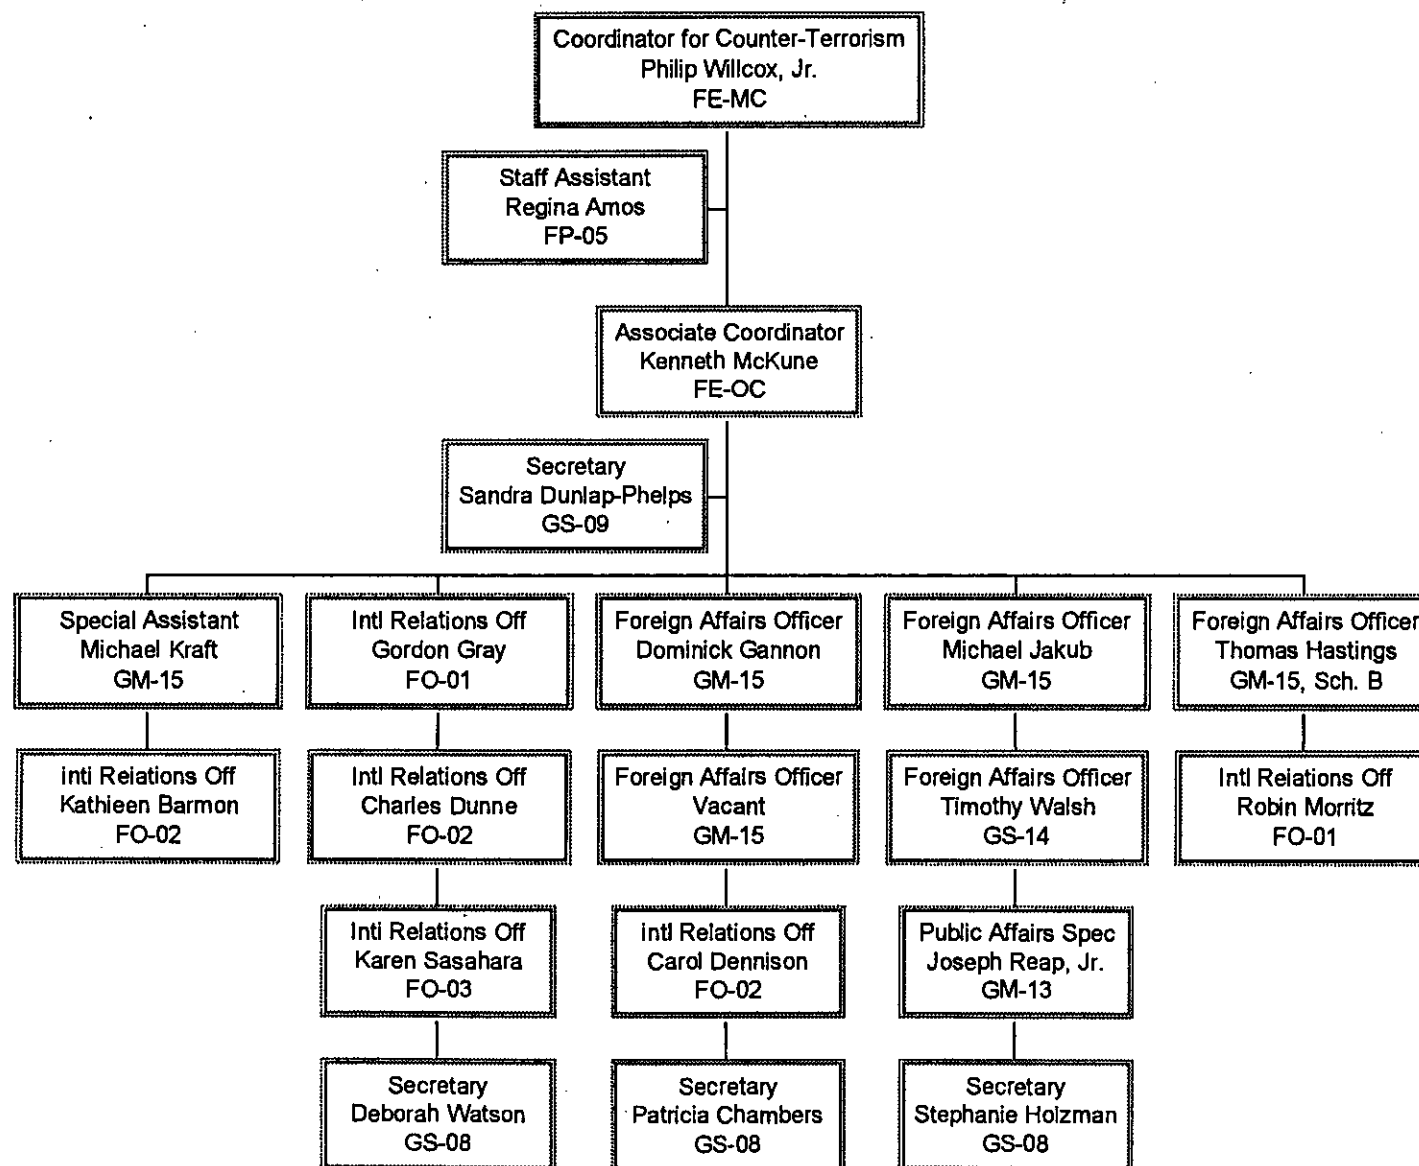 Coordinator for Counter-Terrorism
Philip Willcox, Jr.
FE-MC
Staff Assistant
Regina Amos
FP-05
Associate Coordinator
Kenneth McKune
FE-OC
Secretary
Sandra Dunlap-Phelps
GS-09
Special Assistant
Michael Kraft
GM-15
Intl Relations Off
Gordon Gray
FO-01
Foreign Affairs Officer
Dominick Gannon
GM-15
Foreign Affairs Officer
Michael Jakub
GM-15
Foreign Affairs Officer
Thomas Hastings
GM-15, Sch. B
Intl Relations Off
Kathleen Barmon
FO-02
Intl Relations Off
Charles Dunne
FO-02
Foreign Affairs Officer
Vacant
GM-15
Foreign Affairs Officer
Timothy Walsh
GS-14
Intl Relations Off
Robin Morritz
FO-01
Intl Relations Off
Karen Sasahara
FO-03
Intl Relations Off
Carol Dennison
FO-02
Public Affairs Spec
Joseph Reap, Jr.
GM-13
Secretary
Deborah Watson
GS-08
Secretary
Patricia Chambers
GS-08
Secretary
Stephanie Holzman
GS-08